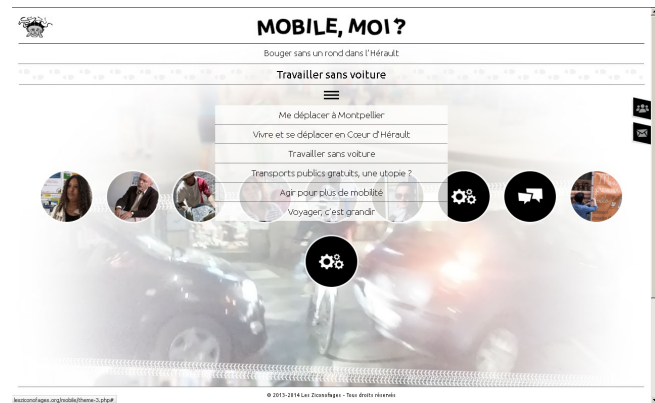 MOBILE, MOI ?
Bouger sans un rond dans l'Hérault
Travailler sans voiture
Me déplacer à Montpellier
Vivre et se déplacer en Cœur d'Hérault
Travailler sans voiture
Transports publics gratuits, une utopie ?
Agir pour plus de mobilité
Voyager, c'est grandir
lesziconofages.org/mobile/theme-3.php#
© 2013-2014 Les Ziconofages - Tous droits réservés